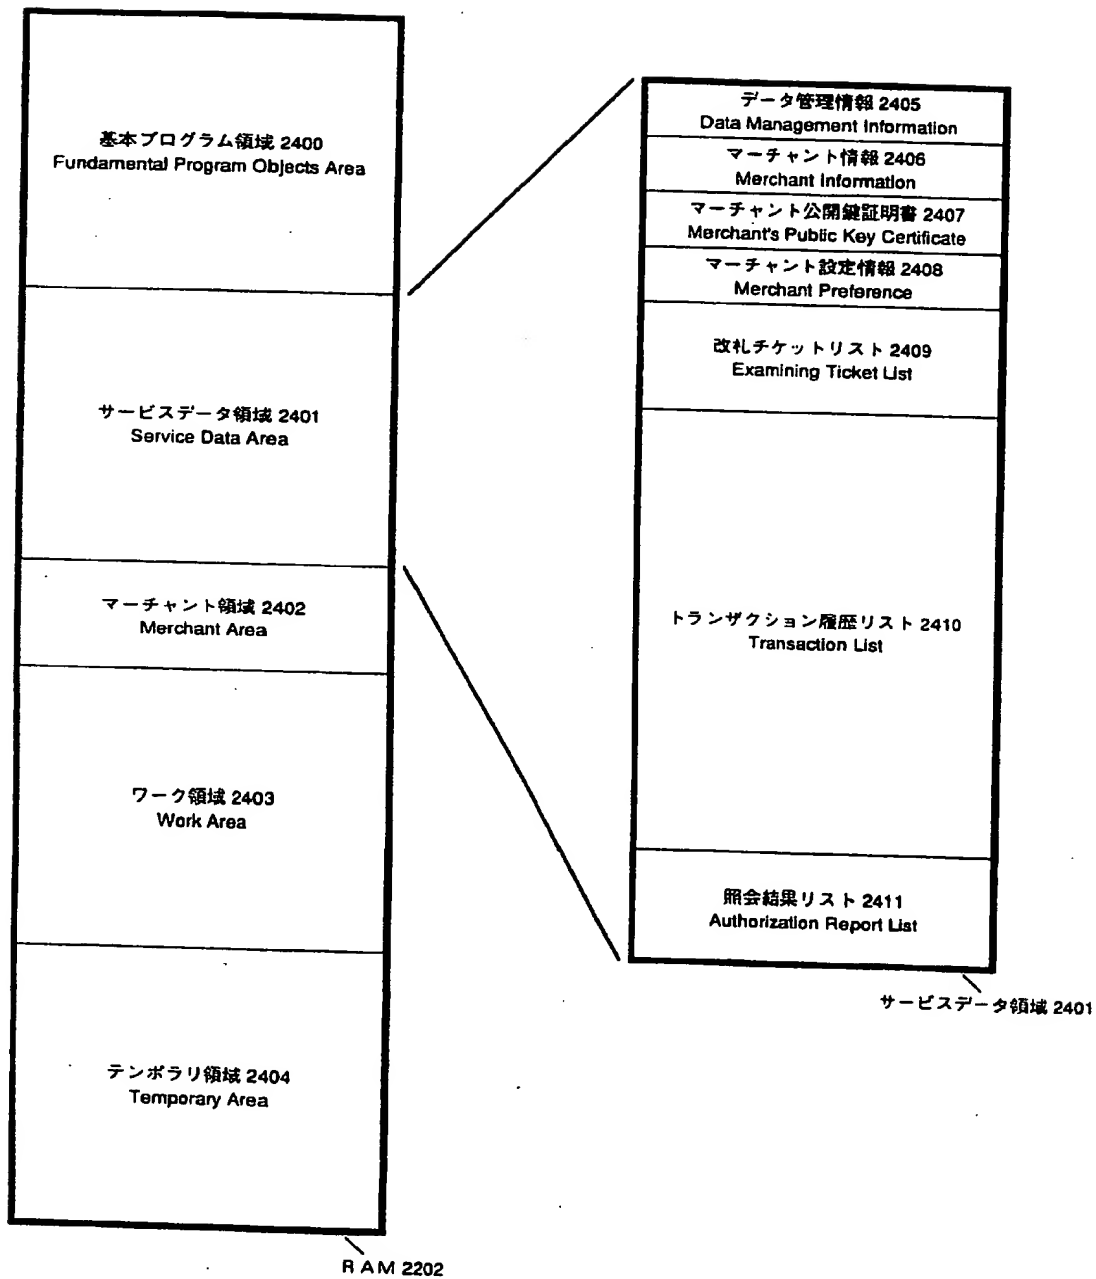 基本プログラム領域 2400
Fundamental Program Objects Area
サービスデータ領域 2401
Service Data Area
マーチャント領域 2402
Merchant Area
ワーク領域 2403
Work Area
テンポラリ領域 2404
Temporary Area
RAM 2202
データ管理情報 2405
Data Management Information
マーチャント情報 2406
Merchant Information
マーチャント公開鍵証明書 2407
Merchant's Public Key Certificate
マーチャント設定情報 2408
Merchant Preference
改札チケットリスト 2409
Examining Ticket List
トランザクション履歴リスト 2410
Transaction List
照会結果リスト 2411
Authorization Report List
サービスデータ領域 2401